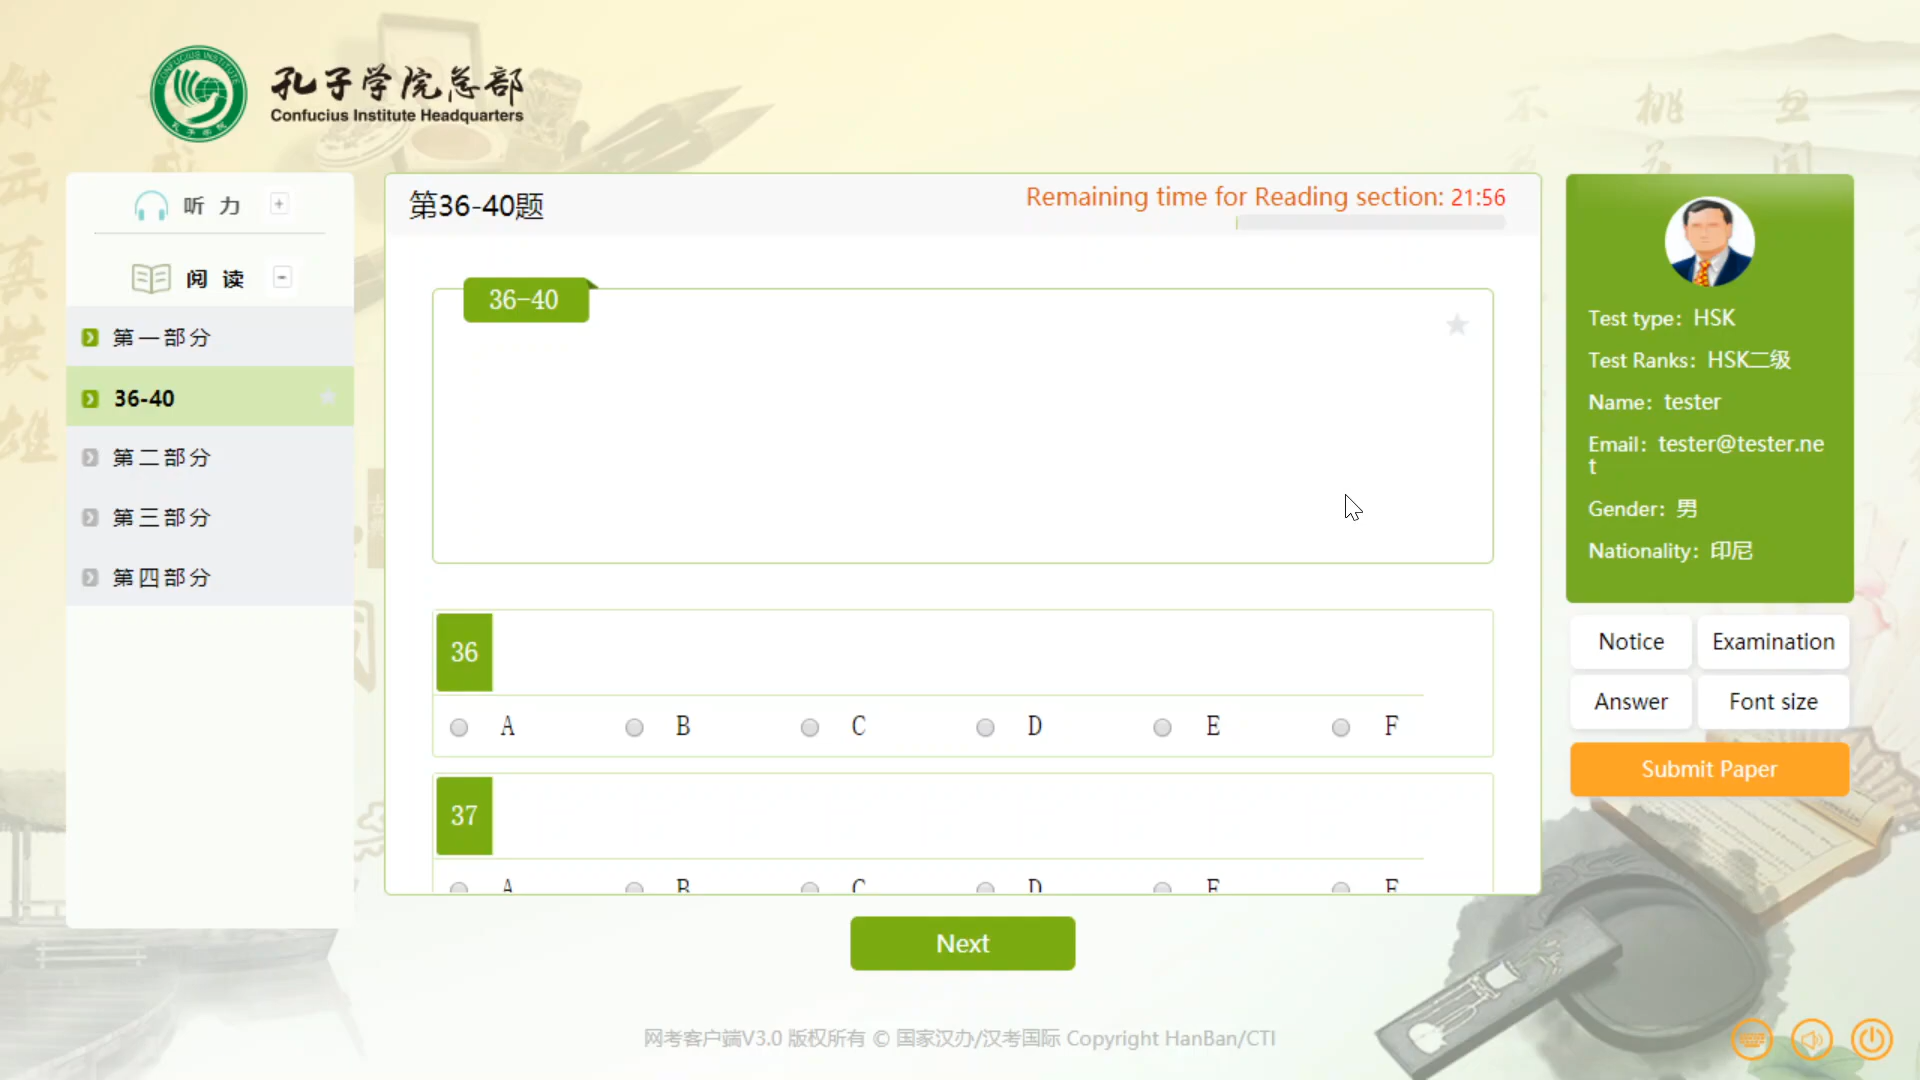 孔子学院总部
Confucius Institute Headquarters
听 力
阅 读
第一部分
36-40
第二部分
第三部分
第四部分
第36-40题
Remaining time for Reading section: 21:56
36-40
36
A B C D E F
37
A B C D E F
Next
Test type: HSK
Test Ranks: HSK二级
Name: tester
Email: tester@tester.ne
t
Gender: 男
Nationality: 印尼
Notice
Examination
Answer
Font size
Submit Paper
网考客户端V3.0 版权所有 © 国家汉办/汉考国际 Copyright HanBan/CTI